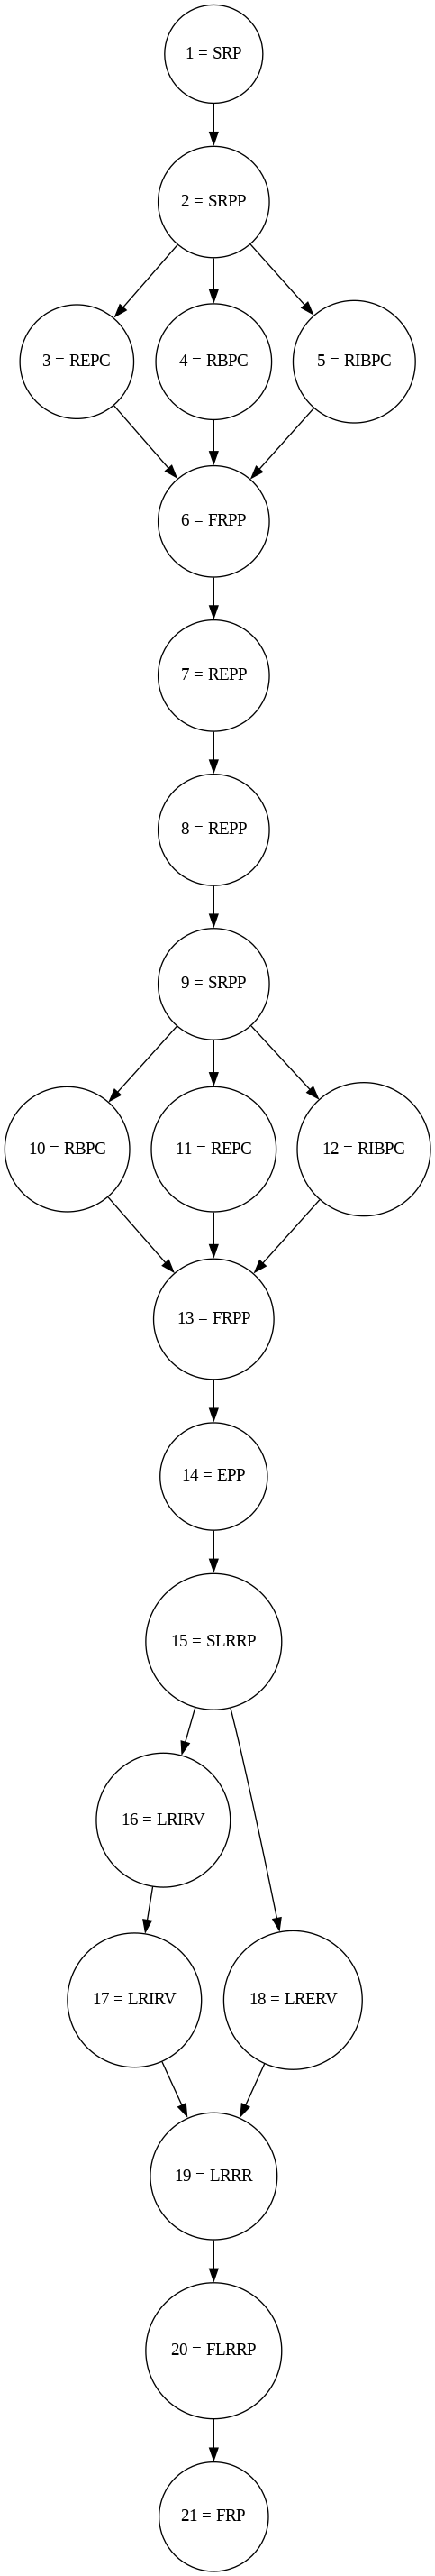 1 = SRP
2 = SRPP
3 = REPC
4 = RBPC
5 = RIBPC
6 = FRPP
7 = REPP
8 = REPP
9 = SRPP
10 = RBPC
11 = REPC
12 = RIBPC
13 = FRPP
14 = EPP
15 = SLRRP
16 = LRIRV
17 = LRIRV
18 = LRERV
19 = LRRR
20 = FLRRP
21 = FRP